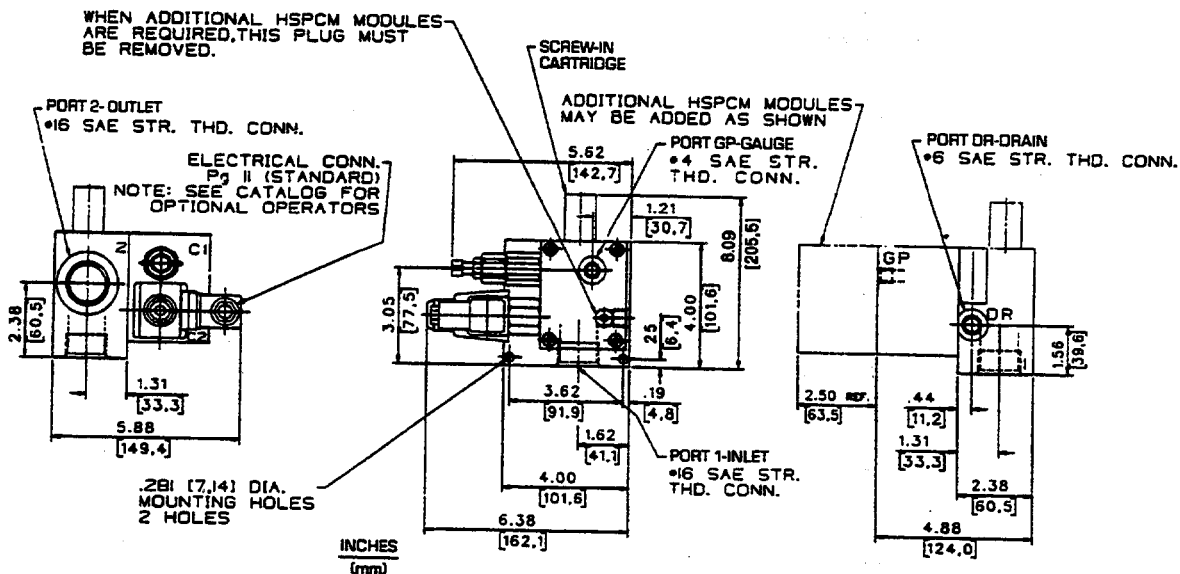 WHEN ADDITIONAL HSPCM MODULES
ARE REQUIRED,THIS PLUG MUST
BE REMOVED.
SCREW-IN
CARTRIDGE
PORT 2-OUTLET
•16 SAE STR. THD. CONN.
ADDITIONAL HSPCM MODULES
MAY BE ADDED AS SHOWN
PORT GP-GAUGE
•4 SAE STR.
THD. CONN.
PORT DR-DRAIN
•6 SAE STR. THD. CONN.
ELECTRICAL CONN.
Pg 11 (STANDARD)
NOTE: SEE CATALOG FOR
OPTIONAL OPERATORS
5.62
[142,7]
1.21
[30,7]
8.09
[205,5]
2
C1
C2
2.38
[60,5]
1.31
[33,3]
5.88
[149,4]
3.05
[77,5]
.25
[6,4]
4.00
[101,6]
3.62
[91,9]
.19
[4,8]
1.62
[41,1]
4.00
[101,6]
6.38
[162,1]
PORT 1-INLET
•16 SAE STR.
THD. CONN.
.281 [7,14] DIA.
MOUNTING HOLES
2 HOLES
GP
DR
1
1.56
[39,6]
2.50 REF.
[63,5]
.44
[11,2]
1.31
[33,3]
2.38
[60,5]
4.88
[124,0]
INCHES
(mm)